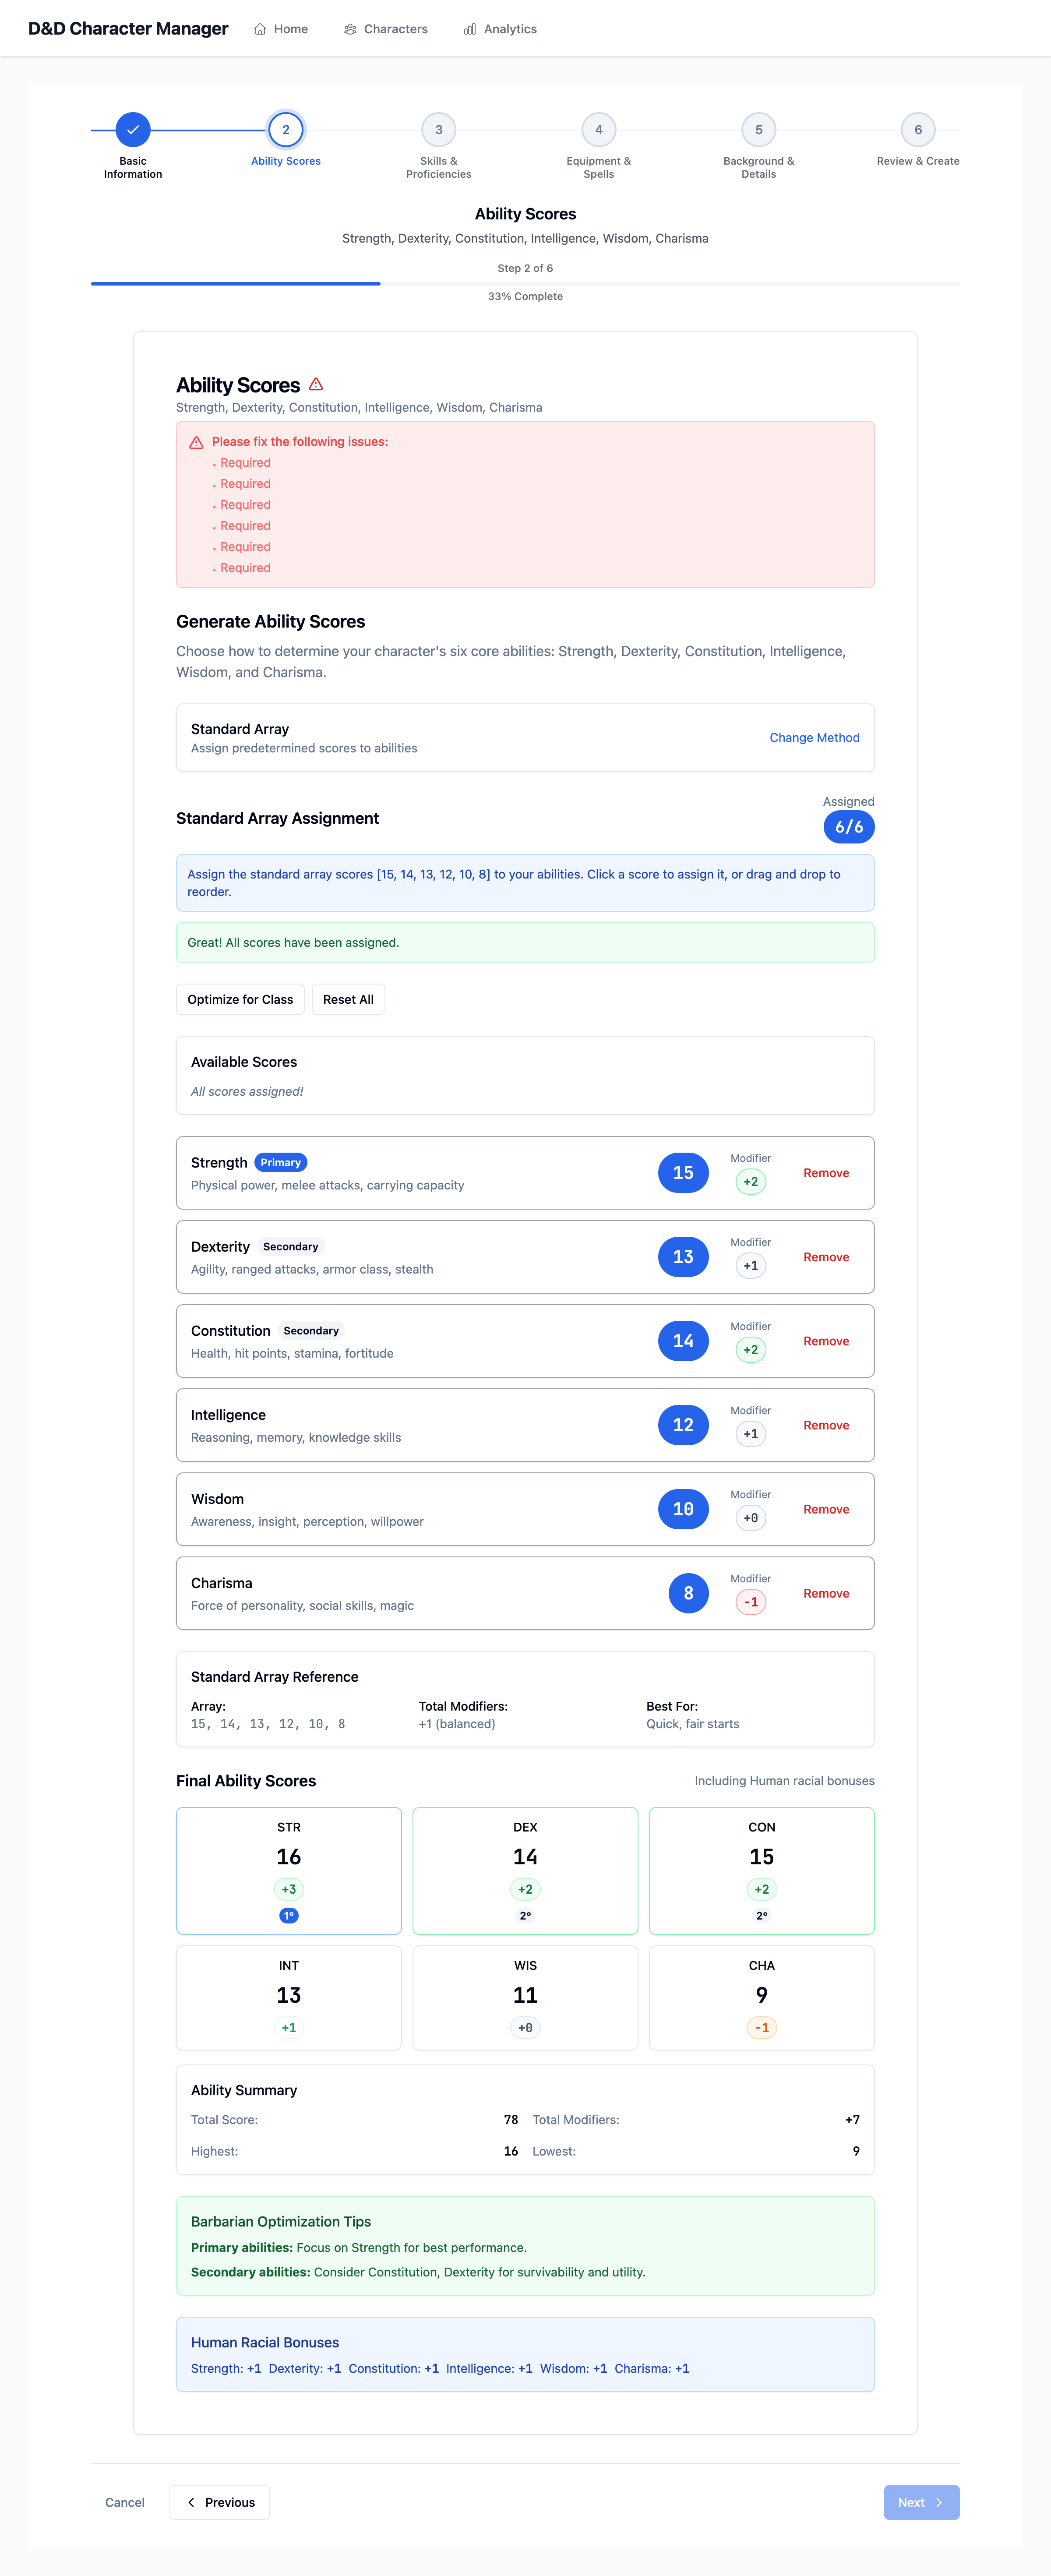 D&D Character Manager
Home
Characters
Analytics
2
3
4
5
6
Basic
Information
Ability Scores
Skills &
Proficiencies
Equipment &
Spells
Background &
Details
Review & Create
Ability Scores
Strength, Dexterity, Constitution, Intelligence, Wisdom, Charisma
Step 2 of 6
33% Complete
Ability Scores
Strength, Dexterity, Constitution, Intelligence, Wisdom, Charisma
Please fix the following issues:
• Required
• Required
• Required
• Required
• Required
• Required
Generate Ability Scores
Choose how to determine your character's six core abilities: Strength, Dexterity, Constitution, Intelligence,
Wisdom, and Charisma.
Standard Array
Assign predetermined scores to abilities
Change Method
Standard Array Assignment
Assigned
6/6
Assign the standard array scores [15, 14, 13, 12, 10, 8] to your abilities. Click a score to assign it, or drag and drop to
reorder.
Great! All scores have been assigned.
Optimize for Class
Reset All
Available Scores
All scores assigned!
Strength Primary
Physical power, melee attacks, carrying capacity
15
Modifier
+2
Remove
Dexterity Secondary
Agility, ranged attacks, armor class, stealth
13
Modifier
+1
Remove
Constitution Secondary
Health, hit points, stamina, fortitude
14
Modifier
+2
Remove
Intelligence
Reasoning, memory, knowledge skills
12
Modifier
+1
Remove
Wisdom
Awareness, insight, perception, willpower
10
Modifier
+0
Remove
Charisma
Force of personality, social skills, magic
8
Modifier
-1
Remove
Standard Array Reference
Array:
15, 14, 13, 12, 10, 8
Total Modifiers:
+1 (balanced)
Best For:
Quick, fair starts
Final Ability Scores
Including Human racial bonuses
STR
16
+3
1°
DEX
14
+2
2°
CON
15
+2
2°
INT
13
+1
WIS
11
+0
CHA
9
-1
Ability Summary
Total Score: 78
Total Modifiers: +7
Highest: 16
Lowest: 9
Barbarian Optimization Tips
Primary abilities: Focus on Strength for best performance.
Secondary abilities: Consider Constitution, Dexterity for survivability and utility.
Human Racial Bonuses
Strength: +1 Dexterity: +1 Constitution: +1 Intelligence: +1 Wisdom: +1 Charisma: +1
Cancel
Previous
Next